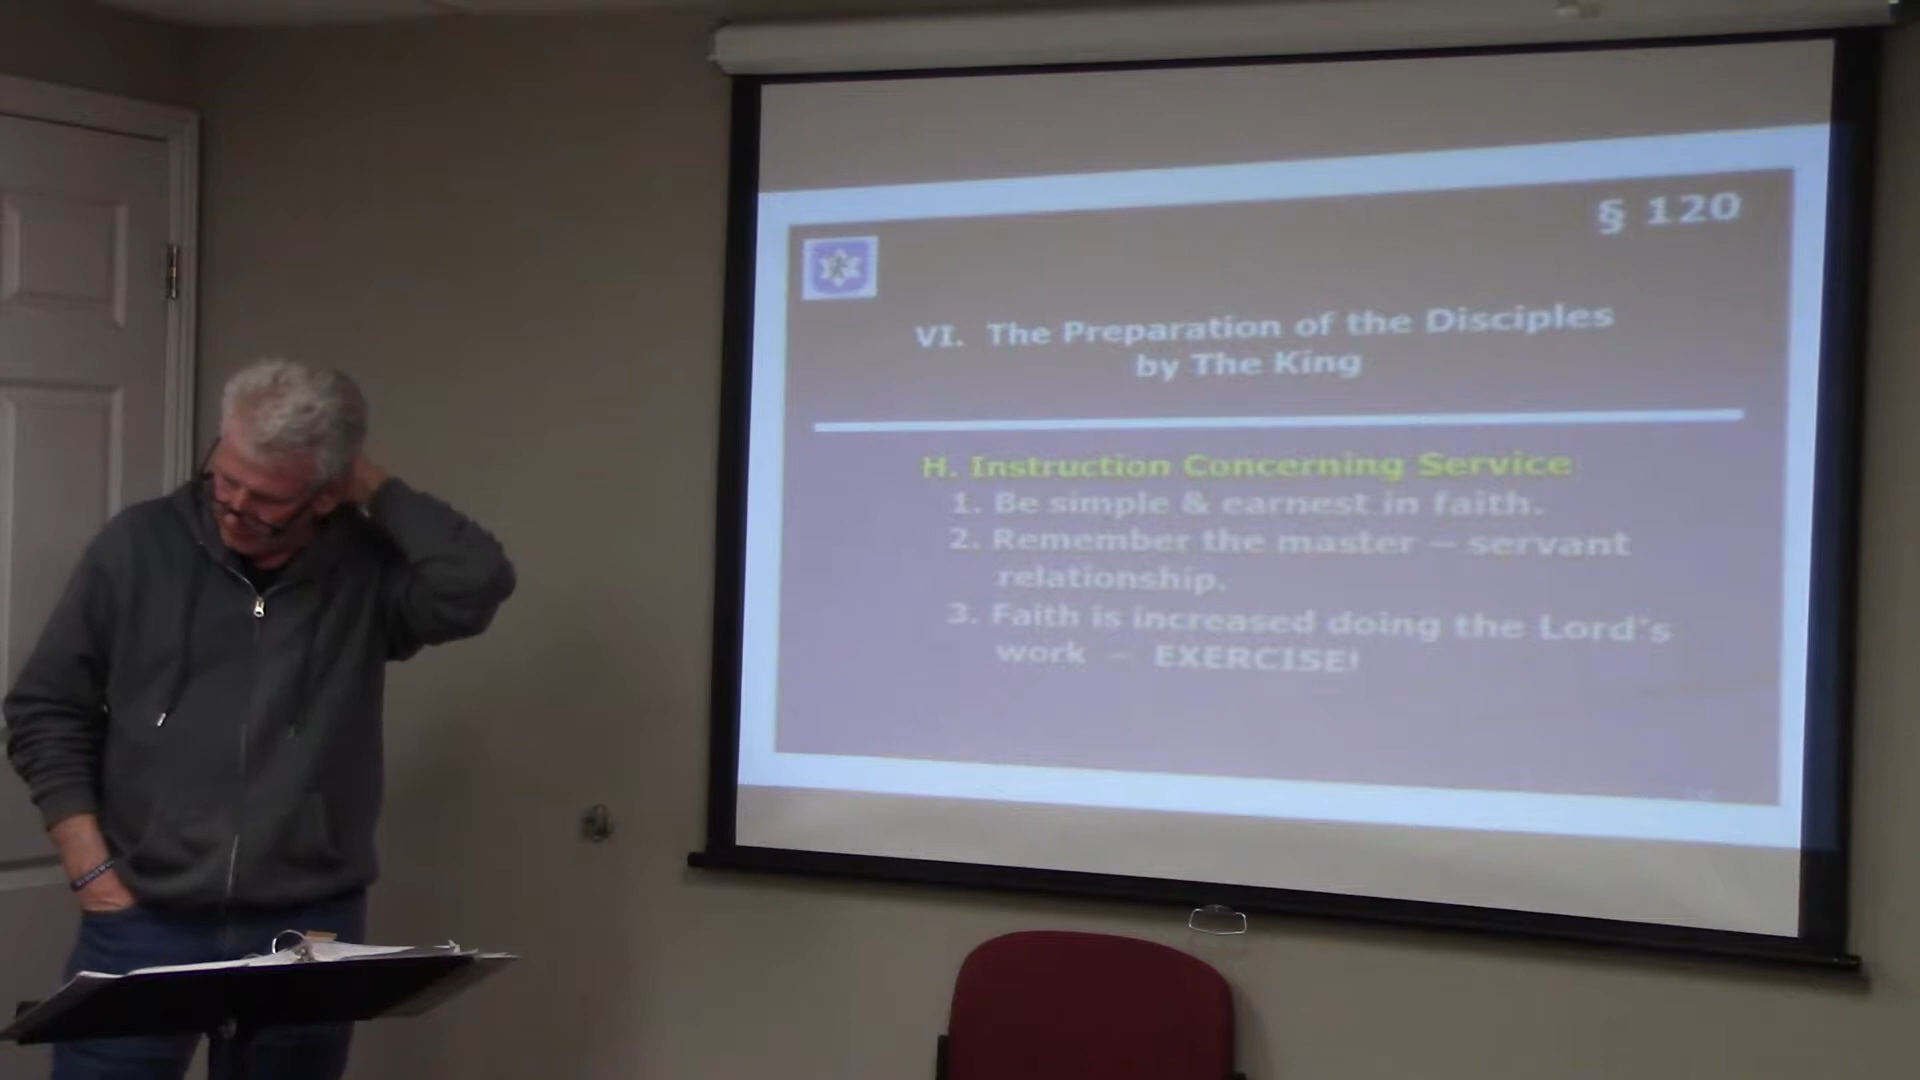 § 120
VI. The Preparation of the Disciples
by The King
H. Instruction Concerning Service
1. Be simple & earnest in faith.
2. Remember the master – servant
relationship.
3. Faith is increased doing the Lord's
work – EXERCISE!